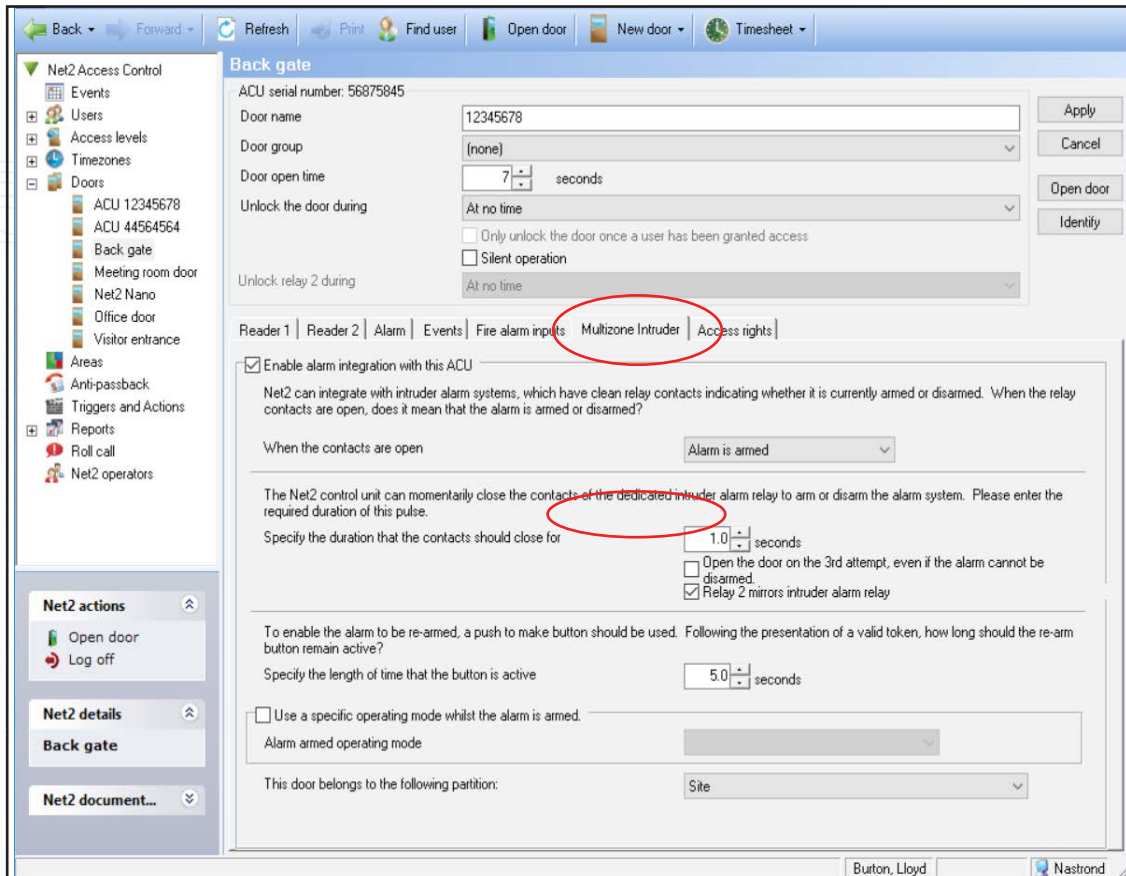 Back Forward Refresh Print Find user Open door New door Timesheet
Net2 Access Control
Events
Users
Access levels
Timezones
Doors
ACU 12345678
ACU 44564564
Back gate
Meeting room door
Net2 Nano
Office door
Visitor entrance
Areas
Anti-passback
Triggers and Actions
Reports
Roll call
Net2 operators
Net2 actions
Open door
Log off
Net2 details
Back gate
Net2 document...
Back gate
ACU serial number: 56875845
Door name 12345678
Door group (none)
Door open time 7 seconds
Unlock the door during At no time
Only unlock the door once a user has been granted access
Silent operation
Unlock relay 2 during At no time
Apply
Cancel
Open door
Identify
Reader 1 Reader 2 Alarm Events Fire alarm inputs Multizone Intruder Access rights
Enable alarm integration with this ACU
Net2 can integrate with intruder alarm systems, which have clean relay contacts indicating whether it is currently armed or disarmed. When the relay
contacts are open, does it mean that the alarm is armed or disarmed?
When the contacts are open Alarm is armed
The Net2 control unit can momentarily close the contacts of the dedicated intruder alarm relay to arm or disarm the alarm system. Please enter the
required duration of this pulse.
Specify the duration that the contacts should close for 1.0 seconds
Open the door on the 3rd attempt, even if the alarm cannot be
disarmed.
Relay 2 mirrors intruder alarm relay
To enable the alarm to be re-armed, a push to make button should be used. Following the presentation of a valid token, how long should the re-arm
button remain active?
Specify the length of time that the button is active 5.0 seconds
Use a specific operating mode whilst the alarm is armed.
Alarm armed operating mode
This door belongs to the following partition: Site
Burton, Lloyd Nastrond